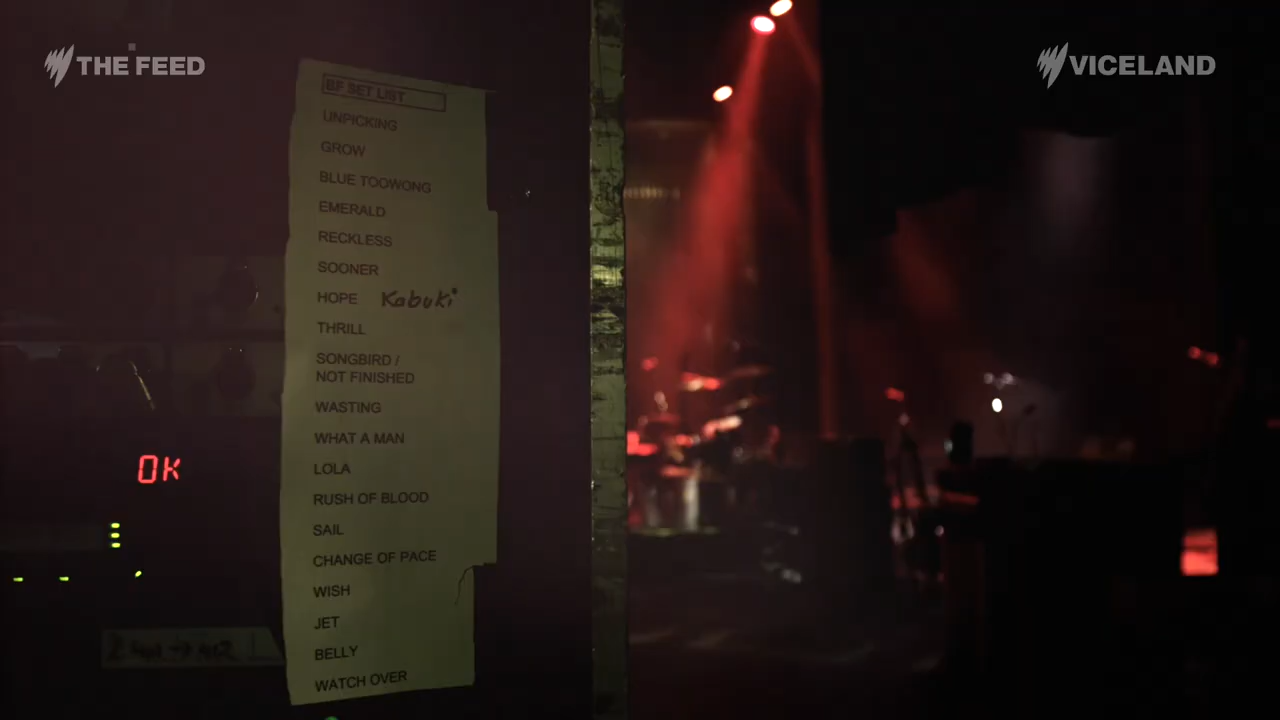 THE FEED
VICELAND
BF SET LIST
UNPICKING
GROW
BLUE TOOWONG
EMERALD
RECKLESS
SOONER
HOPE Kabuki
THRILL
SONGBIRD /
NOT FINISHED
WASTING
WHAT A MAN
LOLA
RUSH OF BLOOD
SAIL
CHANGE OF PACE
WISH
JET
BELLY
WATCH OVER
OK